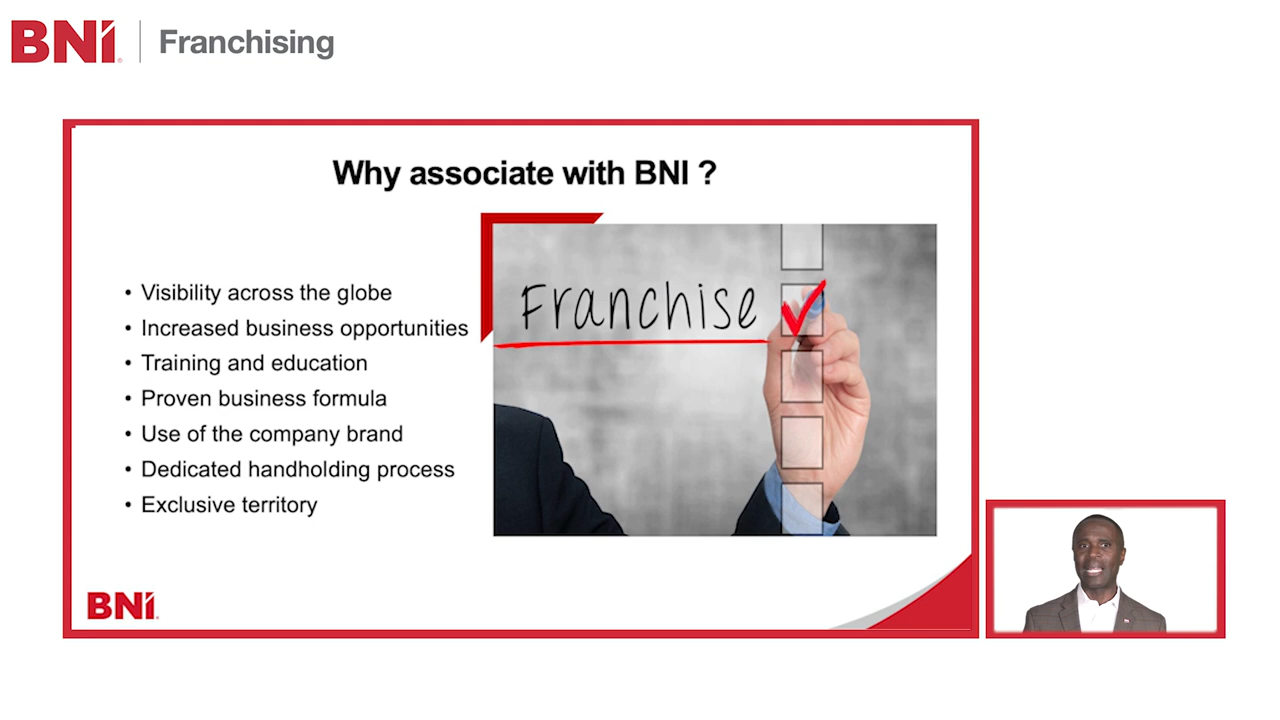 BNI
Franchising
Why associate with BNI ?
• Visibility across the globe
• Increased business opportunities
• Training and education
• Proven business formula
• Use of the company brand
• Dedicated handholding process
• Exclusive territory
Franchise
BNI